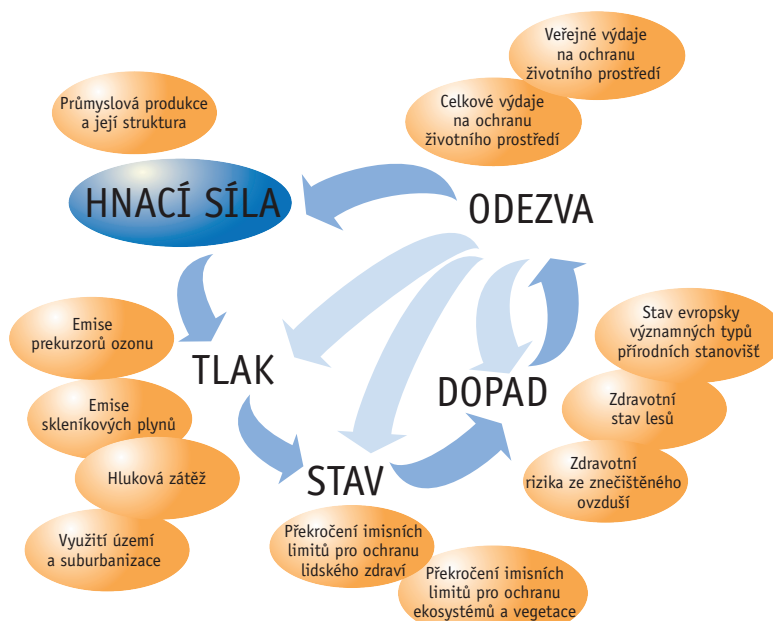 Veřejné výdaje
na ochranu
životního prostředí
Celkové výdaje
na ochranu
životního prostředí
Průmyslová produkce
a její struktura
HNACÍ SÍLA
ODEZVA
Emise
prekurzorů ozonu
TLAK
Emise
skleníkových plynů
Hluková zátěž
Využití území
a suburbanizace
STAV
Překročení imisních
limitů pro ochranu
lidského zdraví
Překročení imisních
limitů pro ochranu
ekosystémů a vegetace
DOPAD
Stav evropsky
významných typů
přírodních stanovišť
Zdravotní
stav lesů
Zdravotní
rizika ze znečištěného
ovzduší